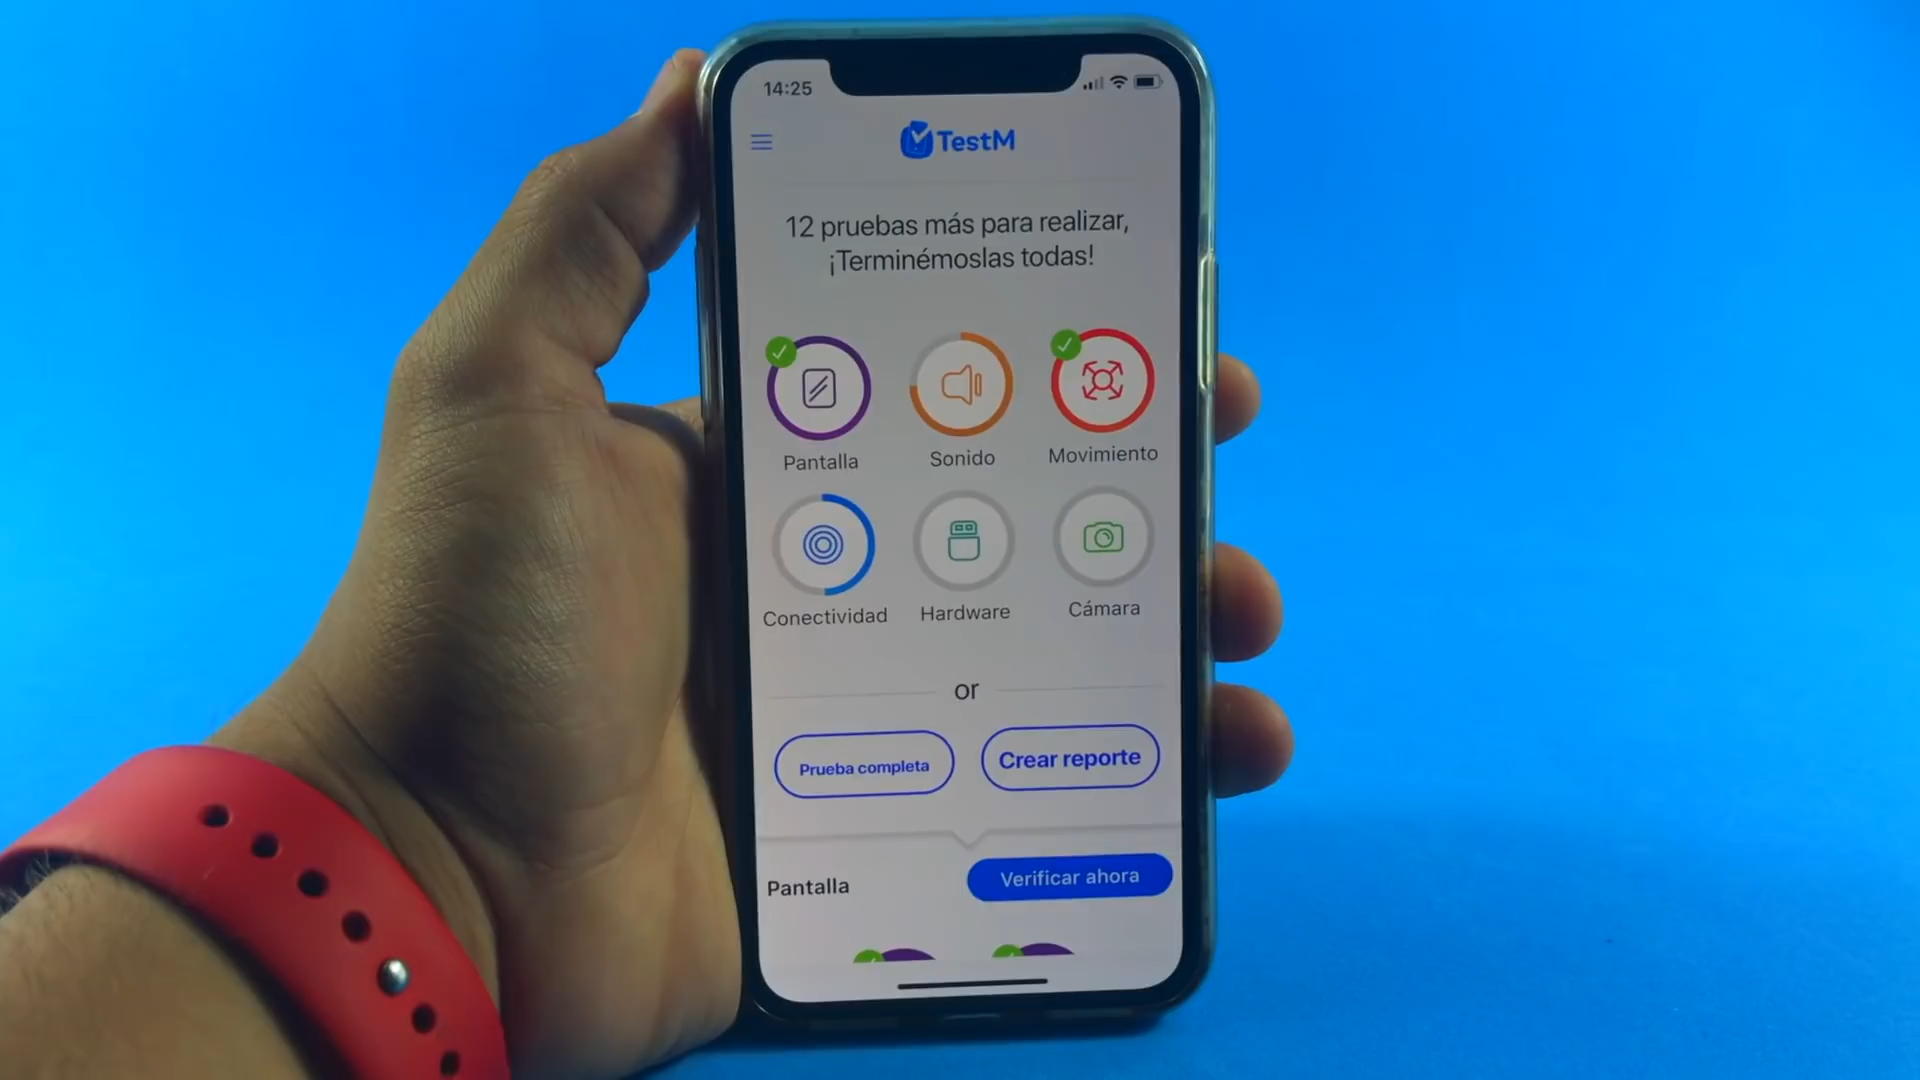 14:25
TestM
12 pruebas más para realizar,
¡Terminémoslas todas!
Pantalla
Sonido
Movimiento
Conectividad
Hardware
Cámara
or
Prueba completa
Crear reporte
Pantalla
Verificar ahora